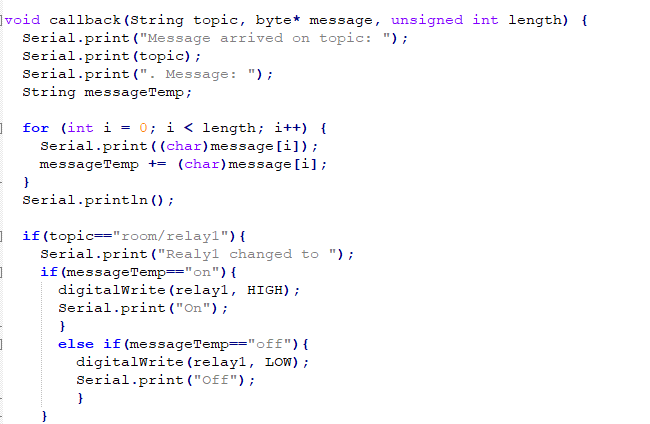 void callback(String topic, byte* message, unsigned int length) {
  Serial.print("Message arrived on topic: ");
  Serial.print(topic);
  Serial.print(". Message: ");
  String messageTemp;

  for (int i = 0; i < length; i++) {
    Serial.print((char)message[i]);
    messageTemp += (char)message[i];
  }
  Serial.println();

  if(topic=="room/relay1"){
    Serial.print("Realy1 changed to ");
    if(messageTemp=="on"){
      digitalWrite(relay1, HIGH);
      Serial.print("On");
      }
      else if(messageTemp=="off"){
        digitalWrite(relay1, LOW);
        Serial.print("Off");
        }
    }